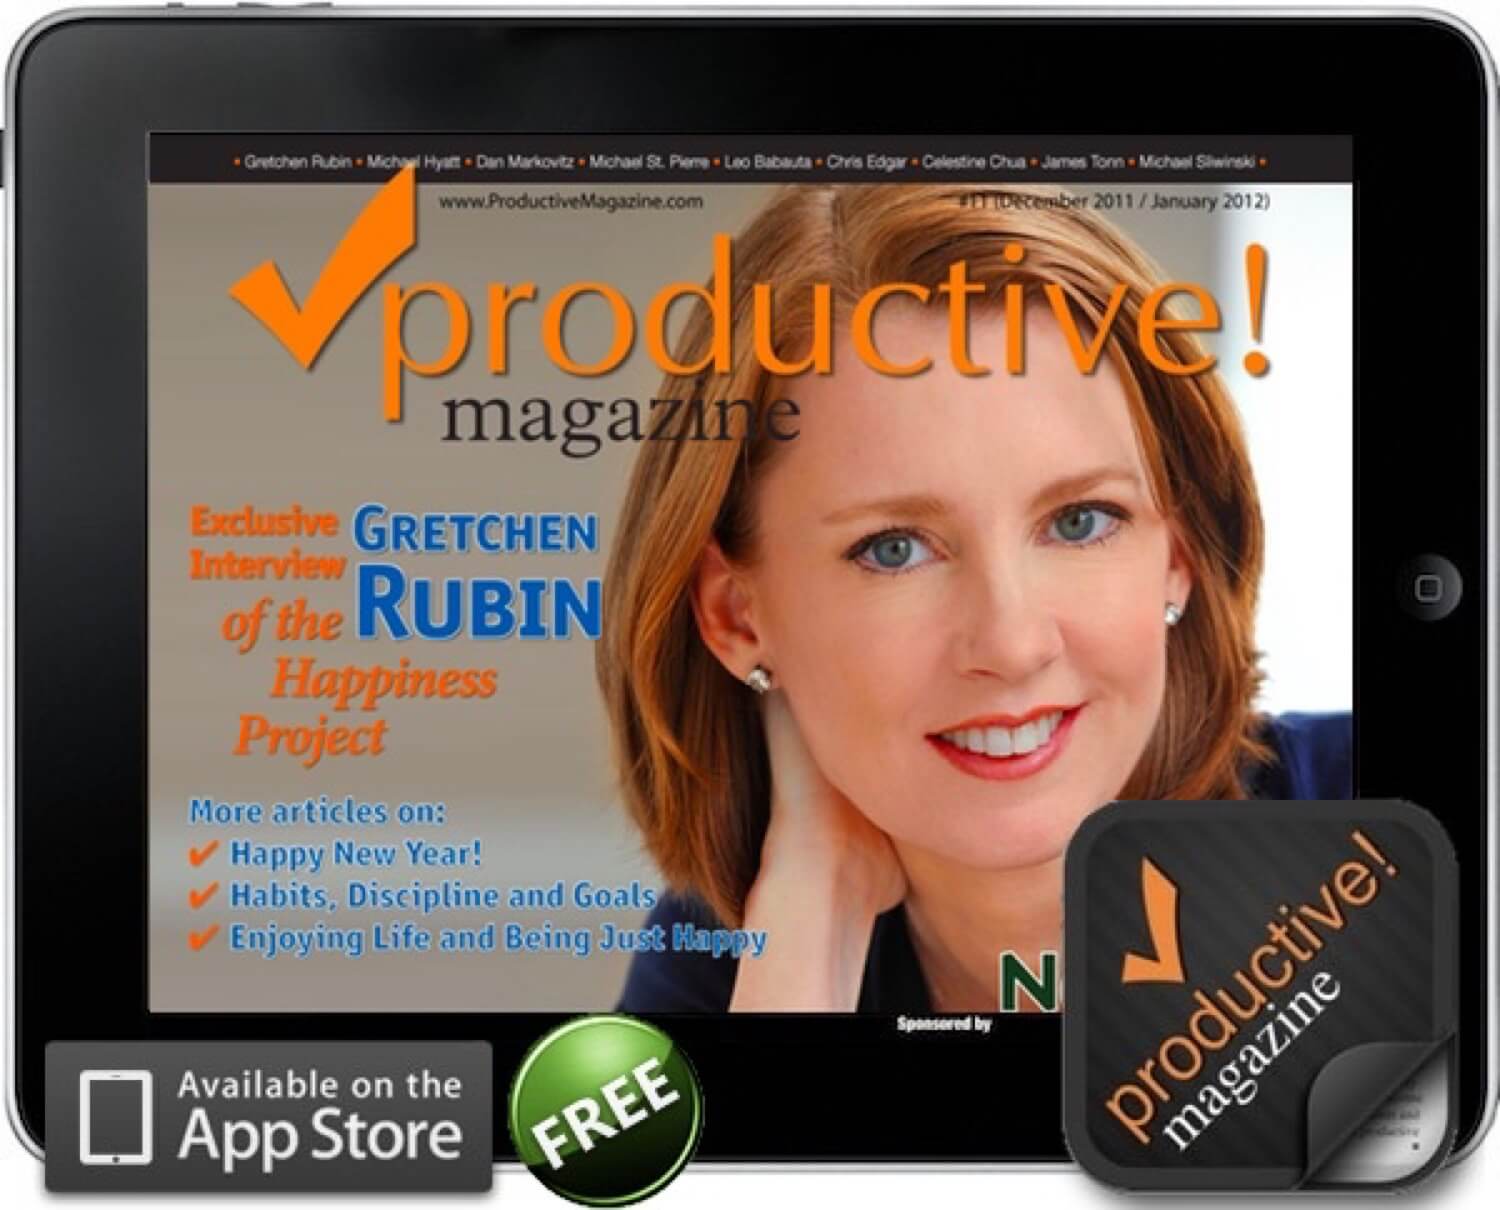 • Gretchen Rubin • Michael Hyatt • Dan Markovitz • Michael St. Pierre • Leo Babauta • Chris Edgar • Celestine Chua • James Tonn • Michael Sliwinski •
www.ProductiveMagazine.com
#11 (December 2011 / January 2012)
productive!
magazine
Exclusive
Interview
of the
Happiness
Project
GRETCHEN
RUBIN
More articles on:
✓ Happy New Year!
✓ Habits, Discipline and Goals
✓ Enjoying Life and Being Just Happy
N
Sponsored by
Available on the
App Store
FREE
productive!
magazine